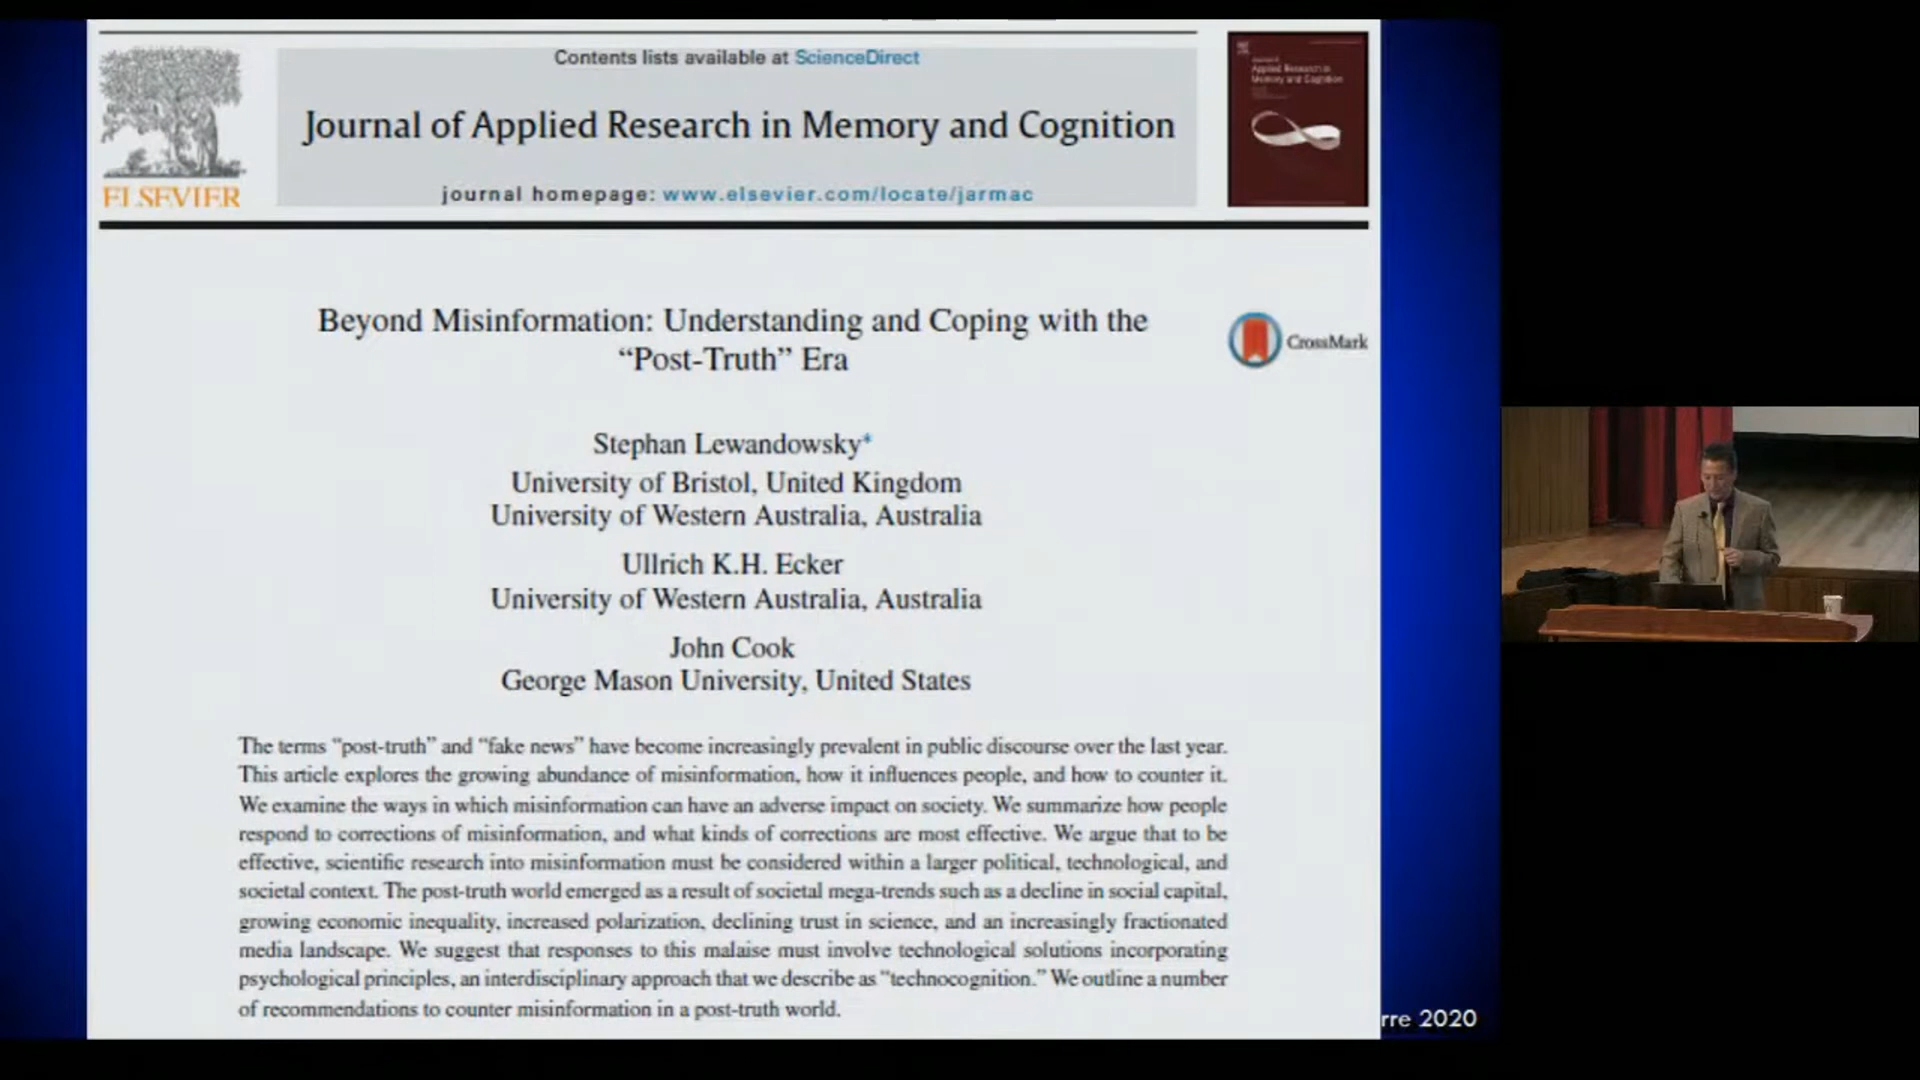 Contents lists available at ScienceDirect
Journal of Applied Research in Memory and Cognition
journal homepage: www.elsevier.com/locate/jarmac
ELSEVIER
Applied Research in
Memory and Cognition
Beyond Misinformation: Understanding and Coping with the
“Post-Truth” Era
CrossMark
Stephan Lewandowsky*
University of Bristol, United Kingdom
University of Western Australia, Australia
Ullrich K.H. Ecker
University of Western Australia, Australia
John Cook
George Mason University, United States
The terms “post-truth” and “fake news” have become increasingly prevalent in public discourse over the last year.
This article explores the growing abundance of misinformation, how it influences people, and how to counter it.
We examine the ways in which misinformation can have an adverse impact on society. We summarize how people
respond to corrections of misinformation, and what kinds of corrections are most effective. We argue that to be
effective, scientific research into misinformation must be considered within a larger political, technological, and
societal context. The post-truth world emerged as a result of societal mega-trends such as a decline in social capital,
growing economic inequality, increased polarization, declining trust in science, and an increasingly fractionated
media landscape. We suggest that responses to this malaise must involve technological solutions incorporating
psychological principles, an interdisciplinary approach that we describe as “technocognition.” We outline a number
of recommendations to counter misinformation in a post-truth world.
rre 2020